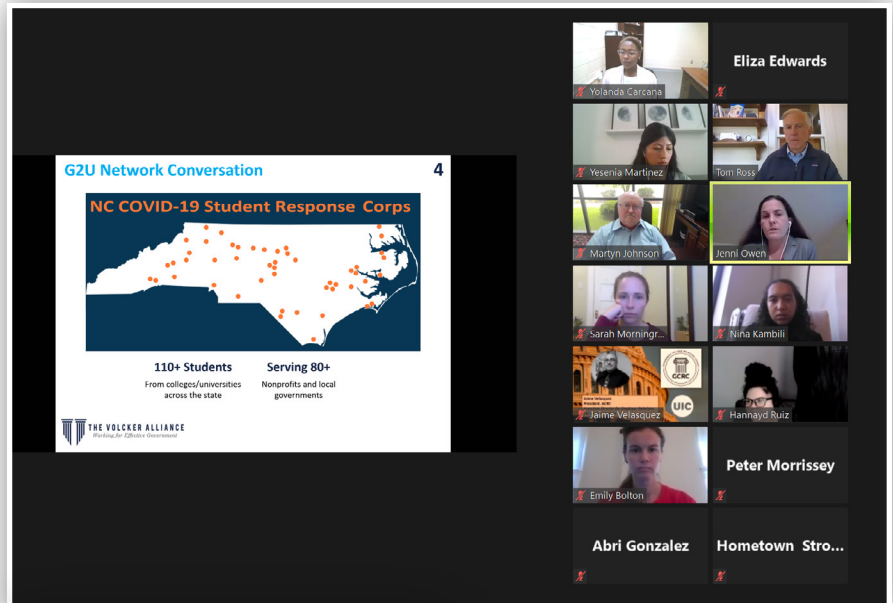 G2U Network Conversation
4
NC COVID-19 Student Response Corps
110+ Students
Serving 80+
From colleges/universities
across the state
Nonprofits and local
governments
THE VOLCKER ALLIANCE
Working for Effective Government
Yolanda Carcana
Eliza Edwards
Yesenia Martinez
Tom Ross
Martyn Johnson
Jenni Owen
Sarah Morningr...
Nina Kambili
GCRC
UIC
Jaime Velasquez
Hannayd Ruiz
Emily Bolton
Peter Morrissey
Abri Gonzalez
Hometown Stro...